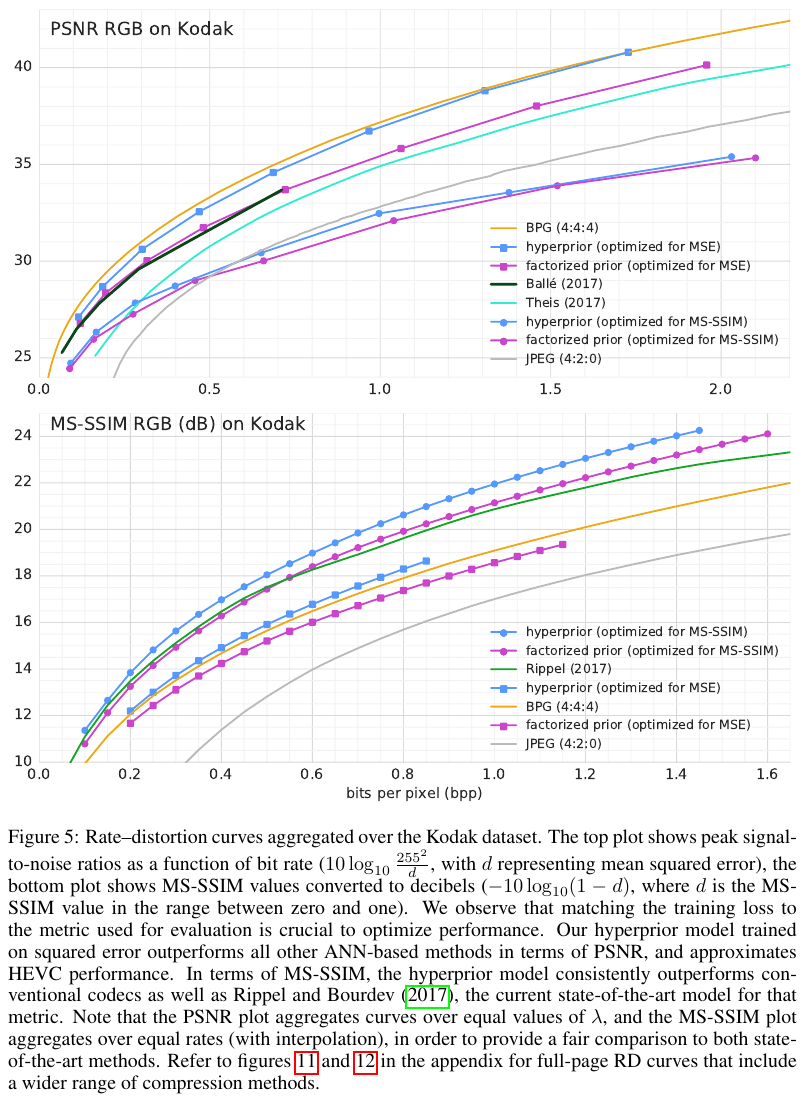 PSNR RGB on Kodak
40
35
30
25
BPG (4:4:4)
hyperprior (optimized for MSE)
factorized prior (optimized for MSE)
Ballé (2017)
Theis (2017)
hyperprior (optimized for MS-SSIM)
factorized prior (optimized for MS-SSIM)
JPEG (4:2:0)
0.0 0.5 1.0 1.5 2.0
MS-SSIM RGB (dB) on Kodak
24
22
20
18
16
14
12
10
hyperprior (optimized for MS-SSIM)
factorized prior (optimized for MS-SSIM)
Rippel (2017)
hyperprior (optimized for MSE)
BPG (4:4:4)
factorized prior (optimized for MSE)
JPEG (4:2:0)
0.0 0.2 0.4 0.6 0.8 1.0 1.2 1.4 1.6
bits per pixel (bpp)
Figure 5: Rate–distortion curves aggregated over the Kodak dataset. The top plot shows peak signal-
to-noise ratios as a function of bit rate (10 log₁₀ 255²/d, with d representing mean squared error), the
bottom plot shows MS-SSIM values converted to decibels (−10 log₁₀(1 − d), where d is the MS-
SSIM value in the range between zero and one). We observe that matching the training loss to
the metric used for evaluation is crucial to optimize performance. Our hyperprior model trained
on squared error outperforms all other ANN-based methods in terms of PSNR, and approximates
HEVC performance. In terms of MS-SSIM, the hyperprior model consistently outperforms con-
ventional codecs as well as Rippel and Bourdev (2017), the current state-of-the-art model for that
metric. Note that the PSNR plot aggregates curves over equal values of λ, and the MS-SSIM plot
aggregates over equal rates (with interpolation), in order to provide a fair comparison to both state-
of-the-art methods. Refer to figures 11 and 12 in the appendix for full-page RD curves that include
a wider range of compression methods.